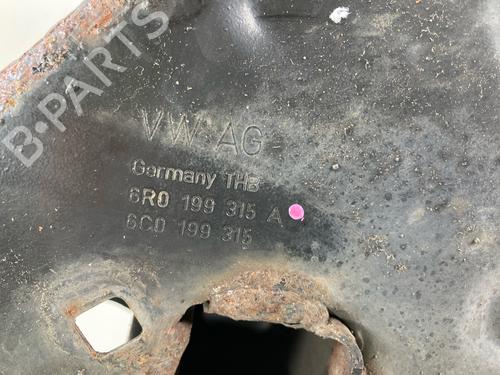 B-PARTS
VW AG
Germany THB
6R0 199 315 A
6C0 199 315